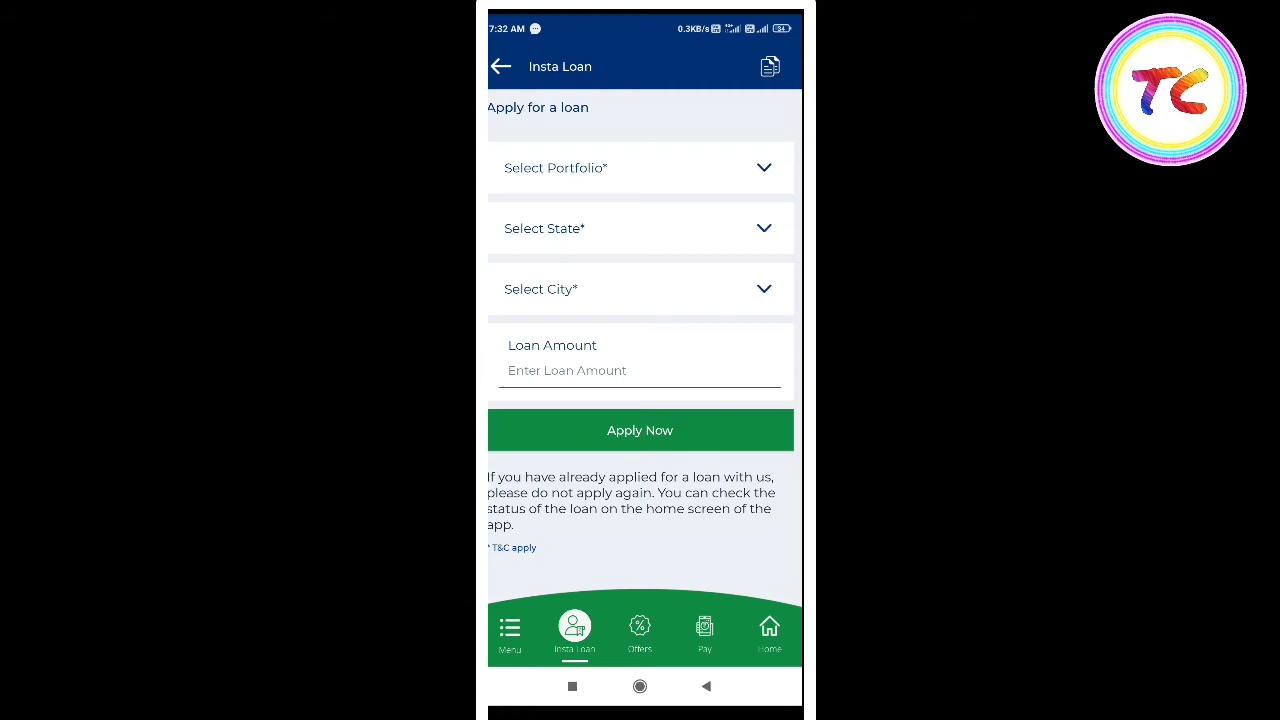 7:32 AM
0.3KB/s 34
Insta Loan
Apply for a loan
Select Portfolio*
Select State*
Select City*
Loan Amount
Enter Loan Amount
Apply Now
If you have already applied for a loan with us,
please do not apply again. You can check the
status of the loan on the home screen of the
app.
* T&C apply
Menu
Insta Loan
Offers
Pay
Home
TC